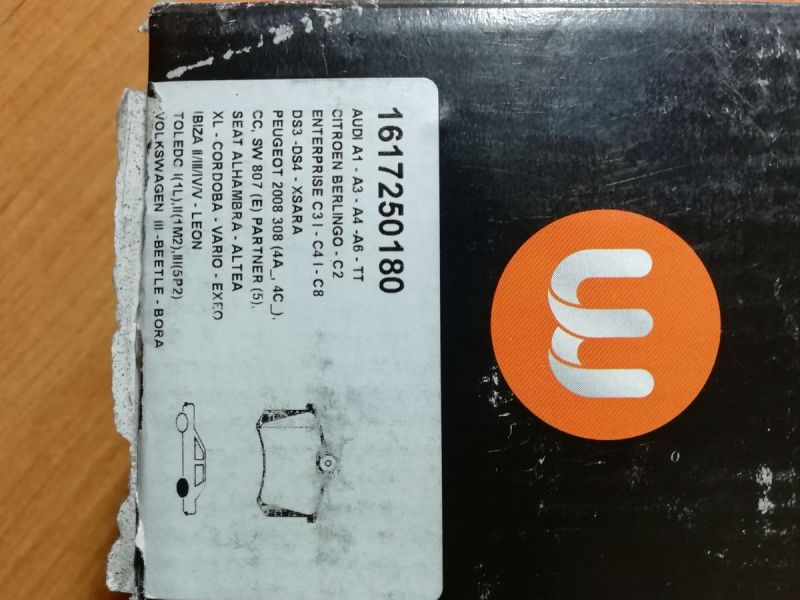 1617250180
AUDI A1 - A3 - A4 -A6 - TT
CITROEN BERLINGO - C2
ENTERPRISE C3 I - C4 I - C8
DS3 -DS4 - XSARA
PEUGEOT 2008 308 (4A_, 4C_),
CC, SW 807 (E) PARTNER (5),
SEAT ALHAMBRA - ALTEA
XL - CORDOBA - VARIO - EXEO
IBIZA II/III/IV/V - LEON
TOLEDO I(1L),II(1M2),III(5P2)
VOLKSWAGEN III -BEETLE - BORA